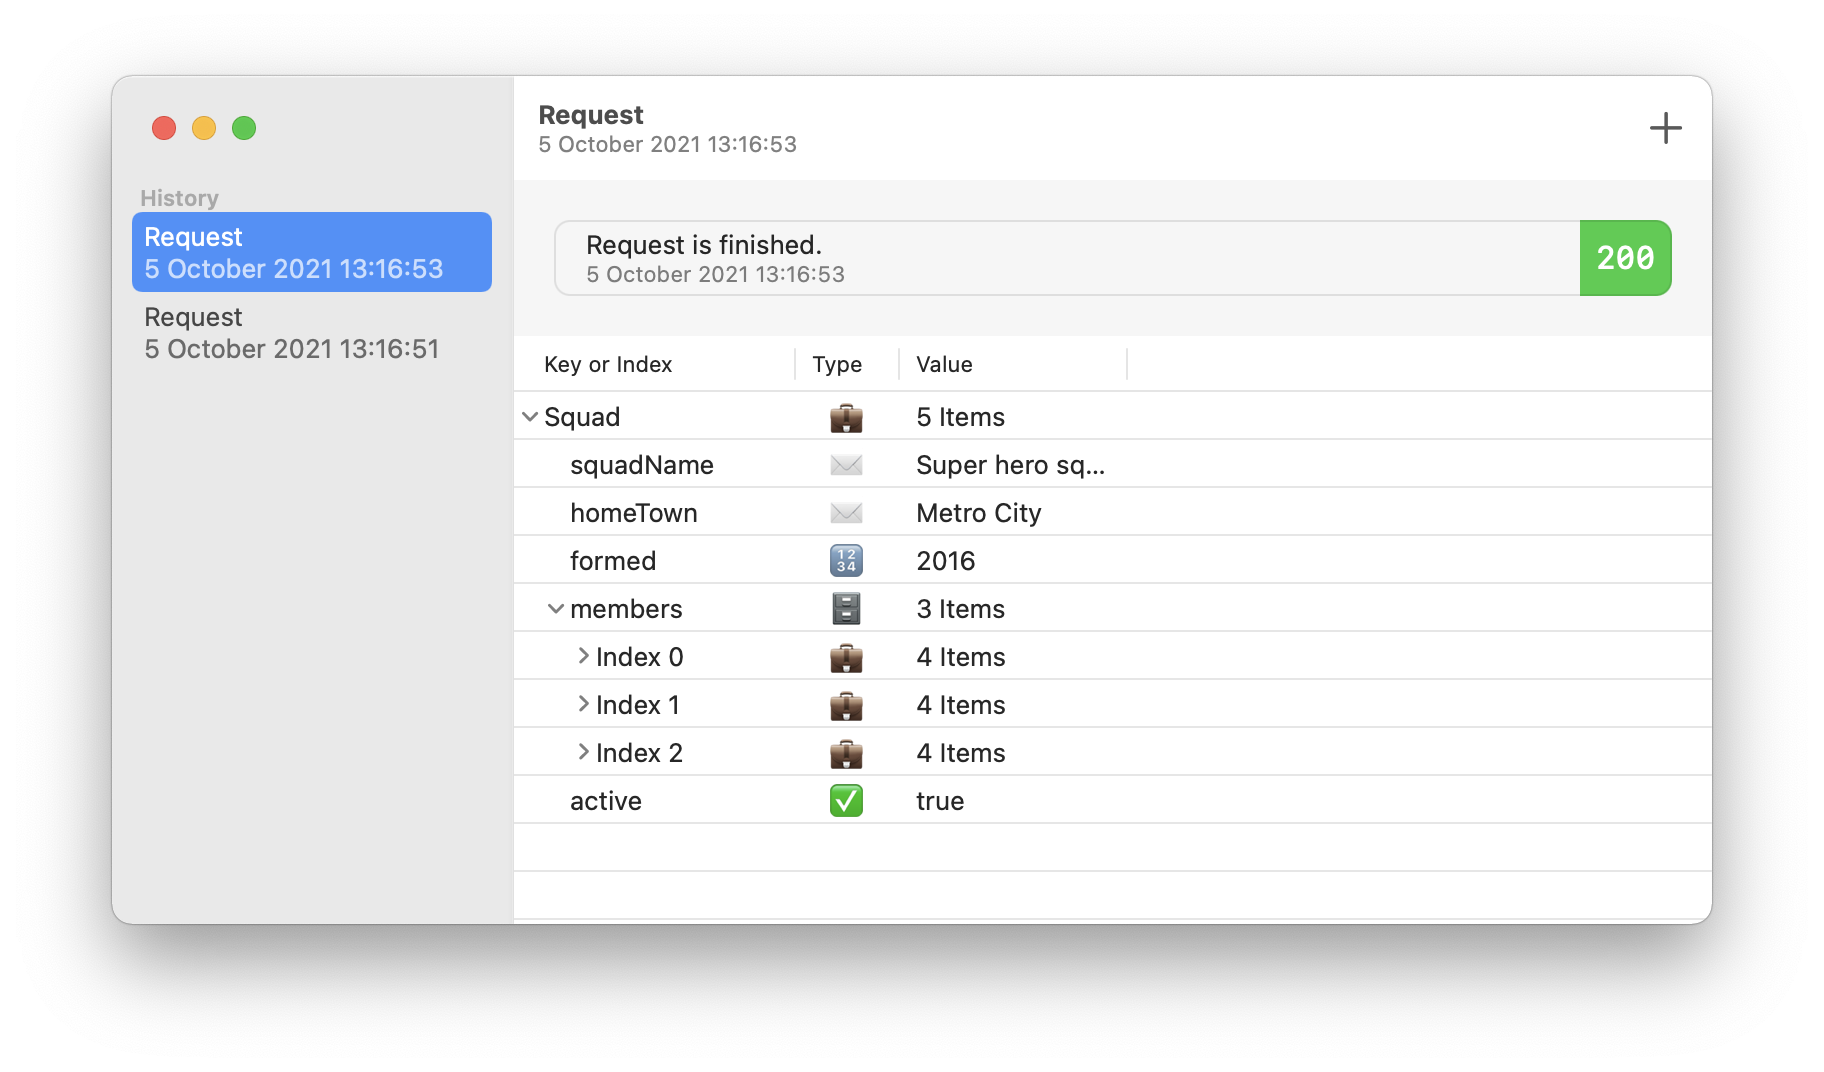 History
Request
5 October 2021 13:16:53
Request
5 October 2021 13:16:51
Request
5 October 2021 13:16:53
Request is finished.
5 October 2021 13:16:53
200
Key or Index Type Value
Squad 5 Items
squadName Super hero sq...
homeTown Metro City
formed 1234 2016
members 3 Items
Index 0 4 Items
Index 1 4 Items
Index 2 4 Items
active true